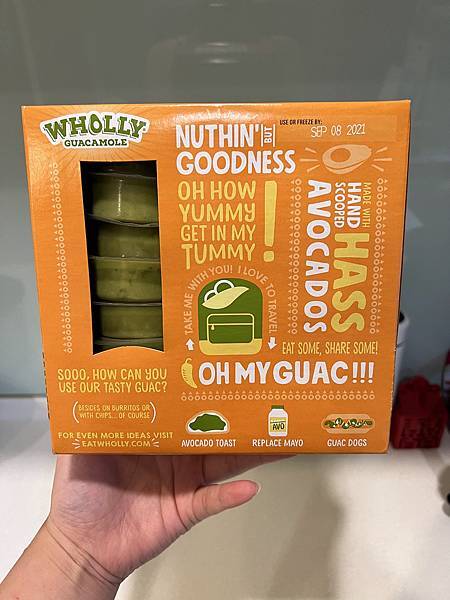 WHOLLY
GUACAMOLE
NUTHIN' BUT
GOODNESS
USE OR FREEZE BY:
SEP 08 2021
OH HOW
YUMMY
GET IN MY
TUMMY!
MADE WITH
HAND
SCOOPED
HASS
AVOCADOS
TAKE ME WITH YOU! I LOVE TO TRAVEL!
EAT SOME, SHARE SOME!
OH MY GUAC!!!
SOOO, HOW CAN YOU
USE OUR TASTY GUAC?
(BESIDES ON BURRITOS OR
WITH CHIPS... OF COURSE)
FOR EVEN MORE IDEAS VISIT
EATWHOLLY.COM
AVOCADO TOAST
AVO
REPLACE MAYO
GUAC DOGS